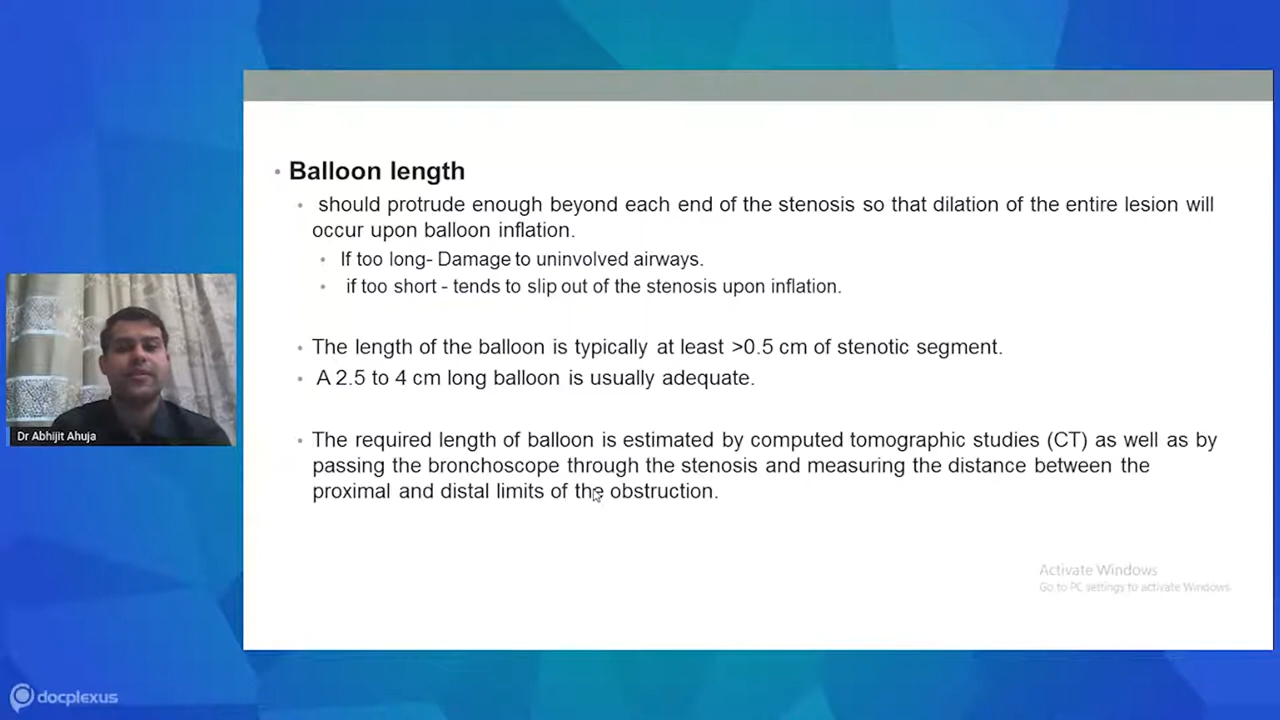 Balloon length
should protrude enough beyond each end of the stenosis so that dilation of the entire lesion will
occur upon balloon inflation.
If too long- Damage to uninvolved airways.
if too short - tends to slip out of the stenosis upon inflation.
The length of the balloon is typically at least >0.5 cm of stenotic segment.
A 2.5 to 4 cm long balloon is usually adequate.
The required length of balloon is estimated by computed tomographic studies (CT) as well as by
passing the bronchoscope through the stenosis and measuring the distance between the
proximal and distal limits of the obstruction.
Dr Abhijit Ahuja
Activate Windows
Go to PC settings to activate Windows.
docplexus